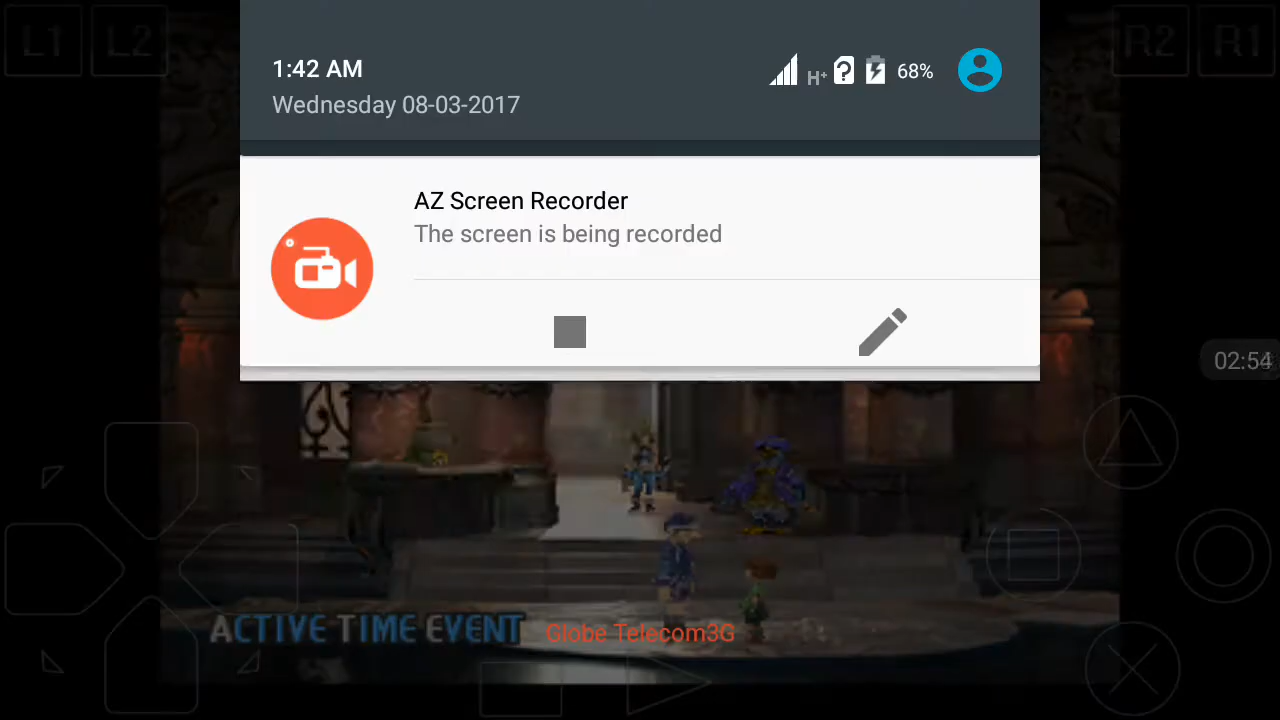 L1 L2
R2 R1
1:42 AM
H+ ? 68%
Wednesday 08-03-2017
AZ Screen Recorder
The screen is being recorded
02:54
ACTIVE TIME EVENT
Globe Telecom3G